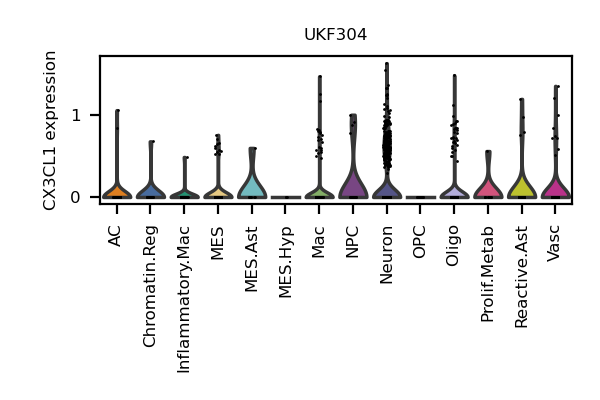 UKF304
CX3CL1 expression
1
0
AC
Chromatin.Reg
Inflammatory.Mac
MES
MES.Ast
MES.Hyp
Mac
NPC
Neuron
OPC
Oligo
Prolif.Metab
Reactive.Ast
Vasc